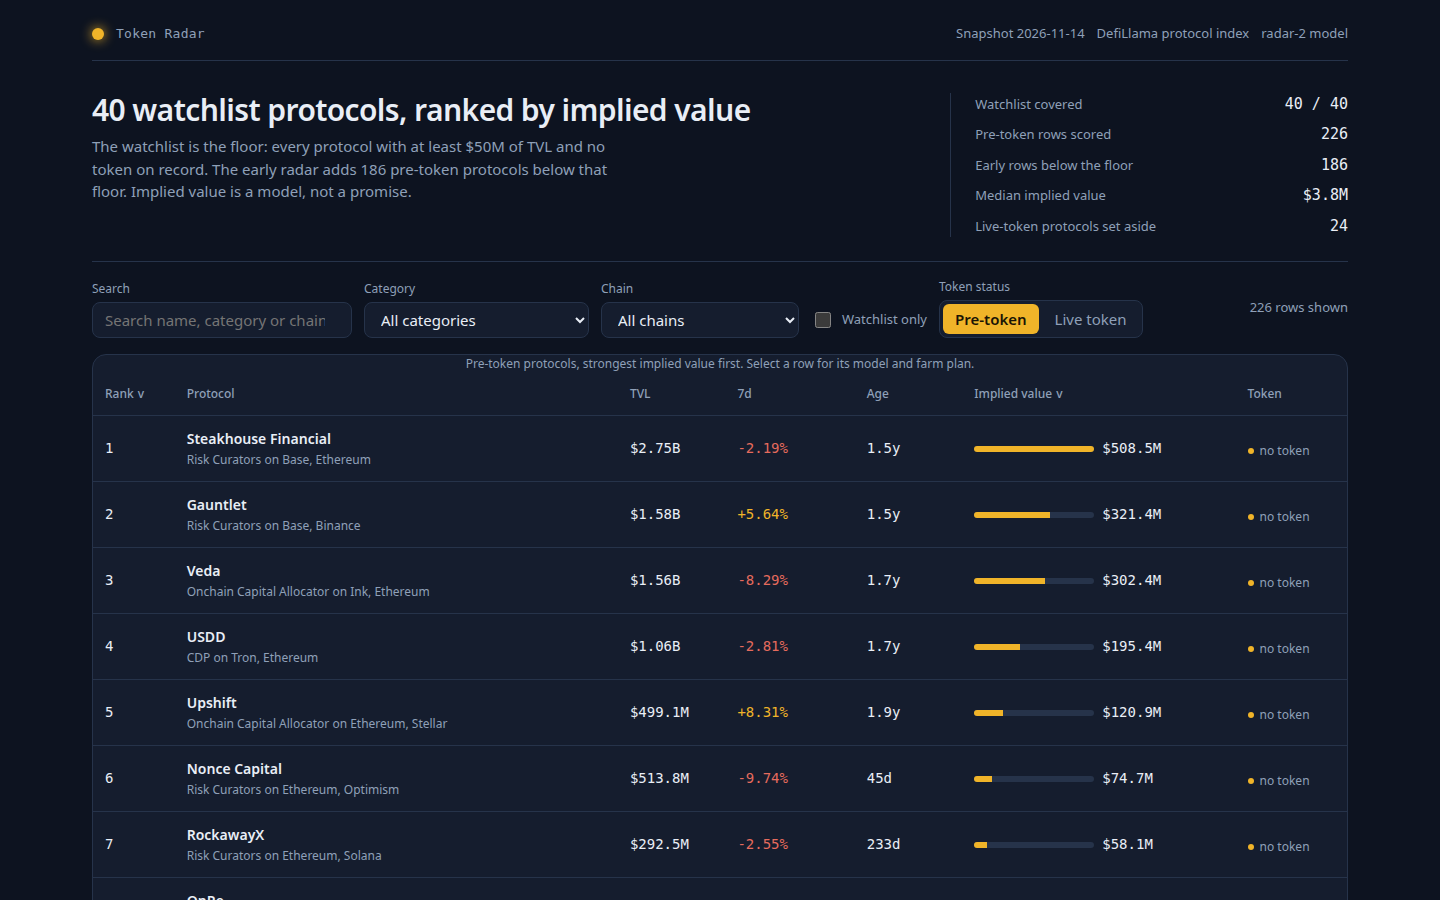 Token Radar
Snapshot 2026-11-14 DefiLlama protocol index radar-2 model
40 watchlist protocols, ranked by implied value
The watchlist is the floor: every protocol with at least $50M of TVL and no
token on record. The early radar adds 186 pre-token protocols below that
floor. Implied value is a model, not a promise.
Watchlist covered 40 / 40
Pre-token rows scored 226
Early rows below the floor 186
Median implied value $3.8M
Live-token protocols set aside 24
Search
Category
Chain
Token status
Search name, category or chain
All categories
All chains
Watchlist only
Pre-token Live token
226 rows shown
Pre-token protocols, strongest implied value first. Select a row for its model and farm plan.
Rank v Protocol TVL 7d Age Implied value v Token
1 Steakhouse Financial $2.75B -2.19% 1.5y $508.5M no token
Risk Curators on Base, Ethereum
2 Gauntlet $1.58B +5.64% 1.5y $321.4M no token
Risk Curators on Base, Binance
3 Veda $1.56B -8.29% 1.7y $302.4M no token
Onchain Capital Allocator on Ink, Ethereum
4 USDD $1.06B -2.81% 1.7y $195.4M no token
CDP on Tron, Ethereum
5 Upshift $499.1M +8.31% 1.9y $120.9M no token
Onchain Capital Allocator on Ethereum, Stellar
6 Nonce Capital $513.8M -9.74% 45d $74.7M no token
Risk Curators on Ethereum, Optimism
7 RockawayX $292.5M -2.55% 233d $58.1M no token
Risk Curators on Ethereum, Solana